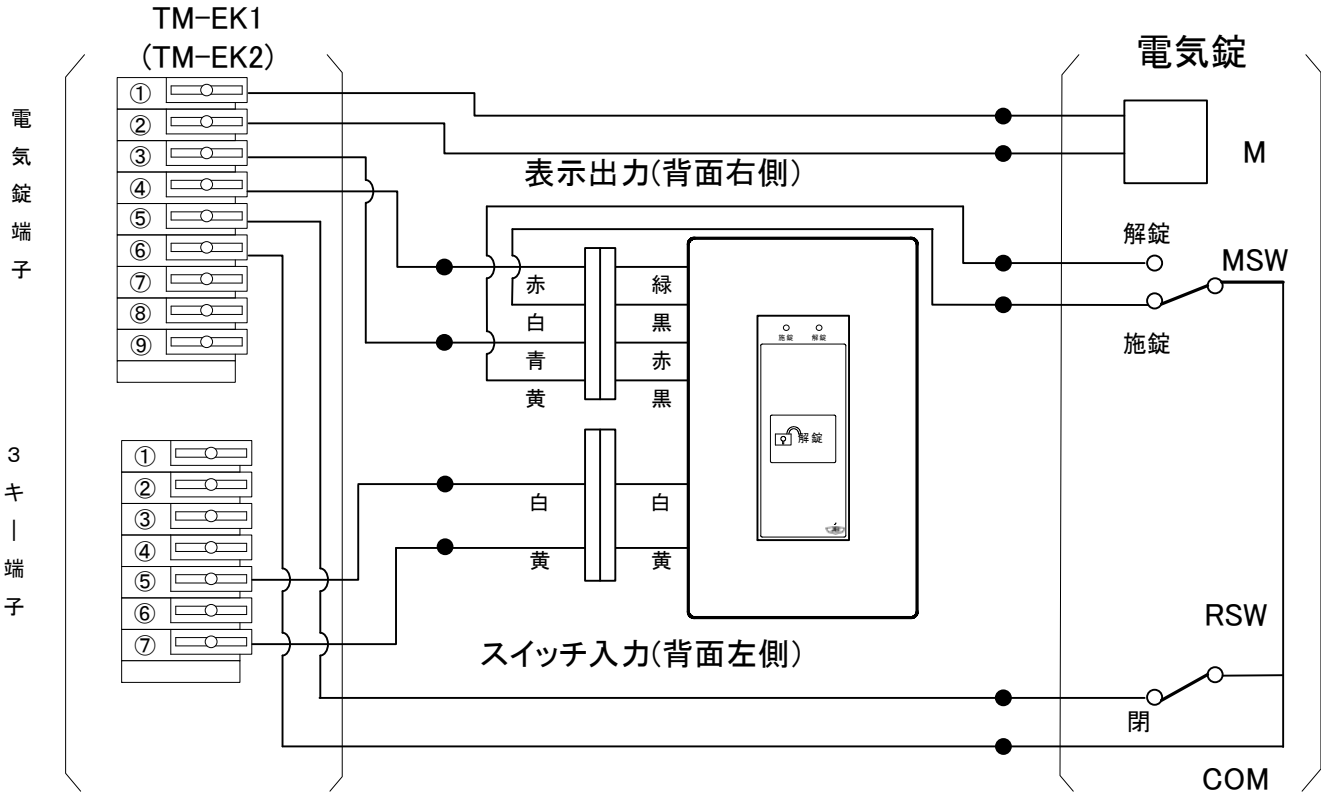 TM-EK1
(TM-EK2)
電気錠
電気錠端子
①
②
③
④
⑤
⑥
⑦
⑧
⑨
M
表示出力(背面右側)
解錠
MSW
施錠
赤
緑
白
黒
青
赤
黄
黒
施錠 解錠
解錠
3キー端子
①
②
③
④
⑤
⑥
⑦
白
白
黄
黄
スイッチ入力(背面左側)
RSW
閉
COM